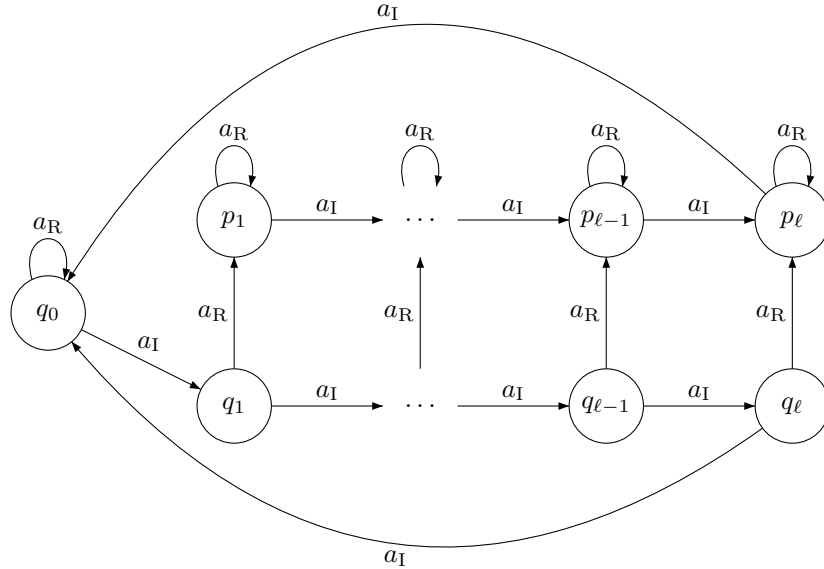 a_I
a_R a_R a_R a_R
p_1 a_I ⋯ a_I p_{ℓ−1} a_I p_ℓ
a_R
q_0
a_R a_R a_R a_R
a_I
q_1 a_I ⋯ a_I q_{ℓ−1} a_I q_ℓ
a_I